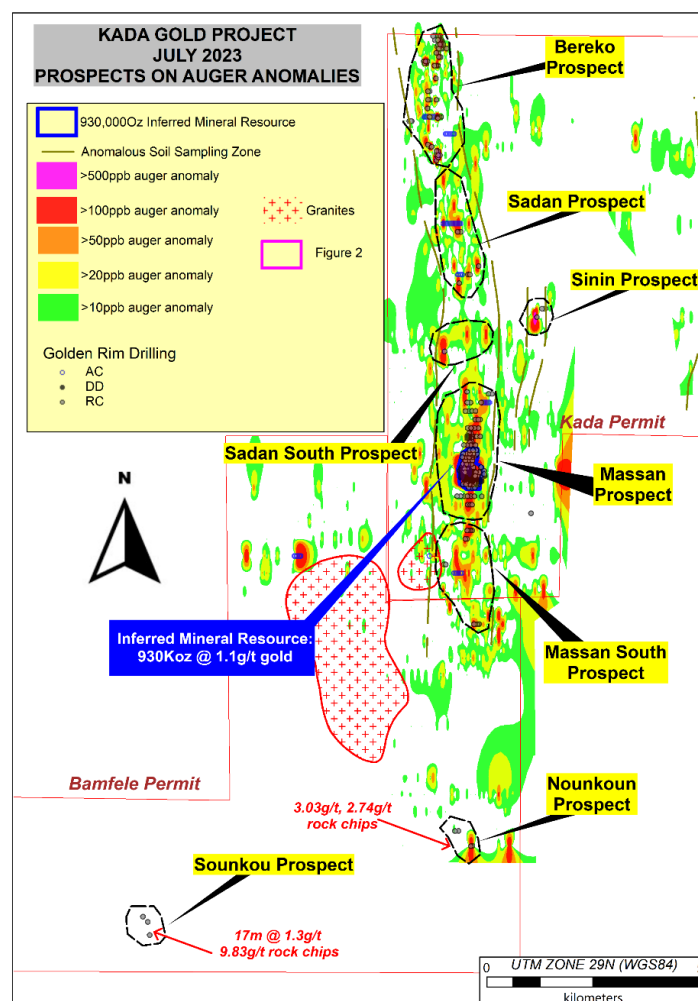 KADA GOLD PROJECT
JULY 2023
PROSPECTS ON AUGER ANOMALIES
930,000Oz Inferred Mineral Resource
Anomalous Soil Sampling Zone
>500ppb auger anomaly
>100ppb auger anomaly
>50ppb auger anomaly
>20ppb auger anomaly
>10ppb auger anomaly
Granites
Figure 2
Golden Rim Drilling
AC
DD
RC
Bereko
Prospect
Sadan Prospect
Sinin Prospect
Kada Permit
Sadan South Prospect
Massan
Prospect
N
Inferred Mineral Resource:
930Koz @ 1.1g/t gold
Massan South
Prospect
Bamfele Permit
Nounkoun
Prospect
3.03g/t, 2.74g/t
rock chips
Sounkou Prospect
17m @ 1.3g/t
9.83g/t rock chips
0 UTM ZONE 29N (WGS84)
kilometers